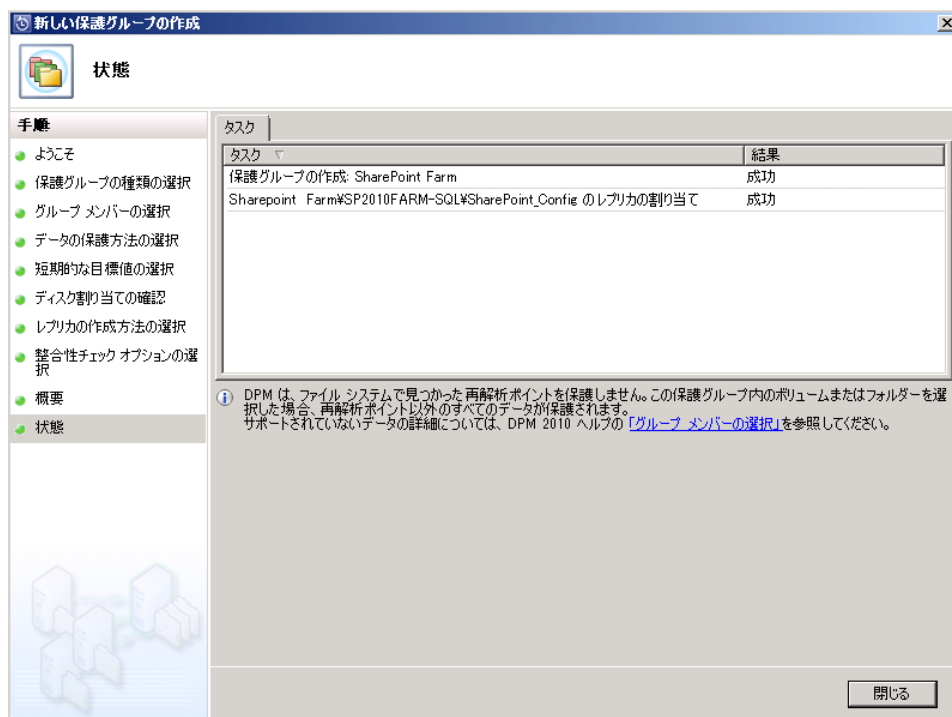 新しい保護グループの作成
状態
手順
ようこそ
保護グループの種類の選択
グループ メンバーの選択
データの保護方法の選択
短期的な目標値の選択
ディスク割り当ての確認
レプリカの作成方法の選択
整合性チェック オプションの選
択
概要
状態
タスク
タスク 結果
保護グループの作成: SharePoint Farm 成功
Sharepoint Farm¥SP2010FARM-SQL¥SharePoint_Config のレプリカの割り当て 成功
DPM は、ファイル システムで見つかった再解析ポイントを保護しません。この保護グループ内のボリュームまたはフォルダーを選
択した場合、再解析ポイント以外のすべてのデータが保護されます。
サポートされていないデータの詳細については、DPM 2010 ヘルプの「グループ メンバーの選択」を参照してください。
閉じる